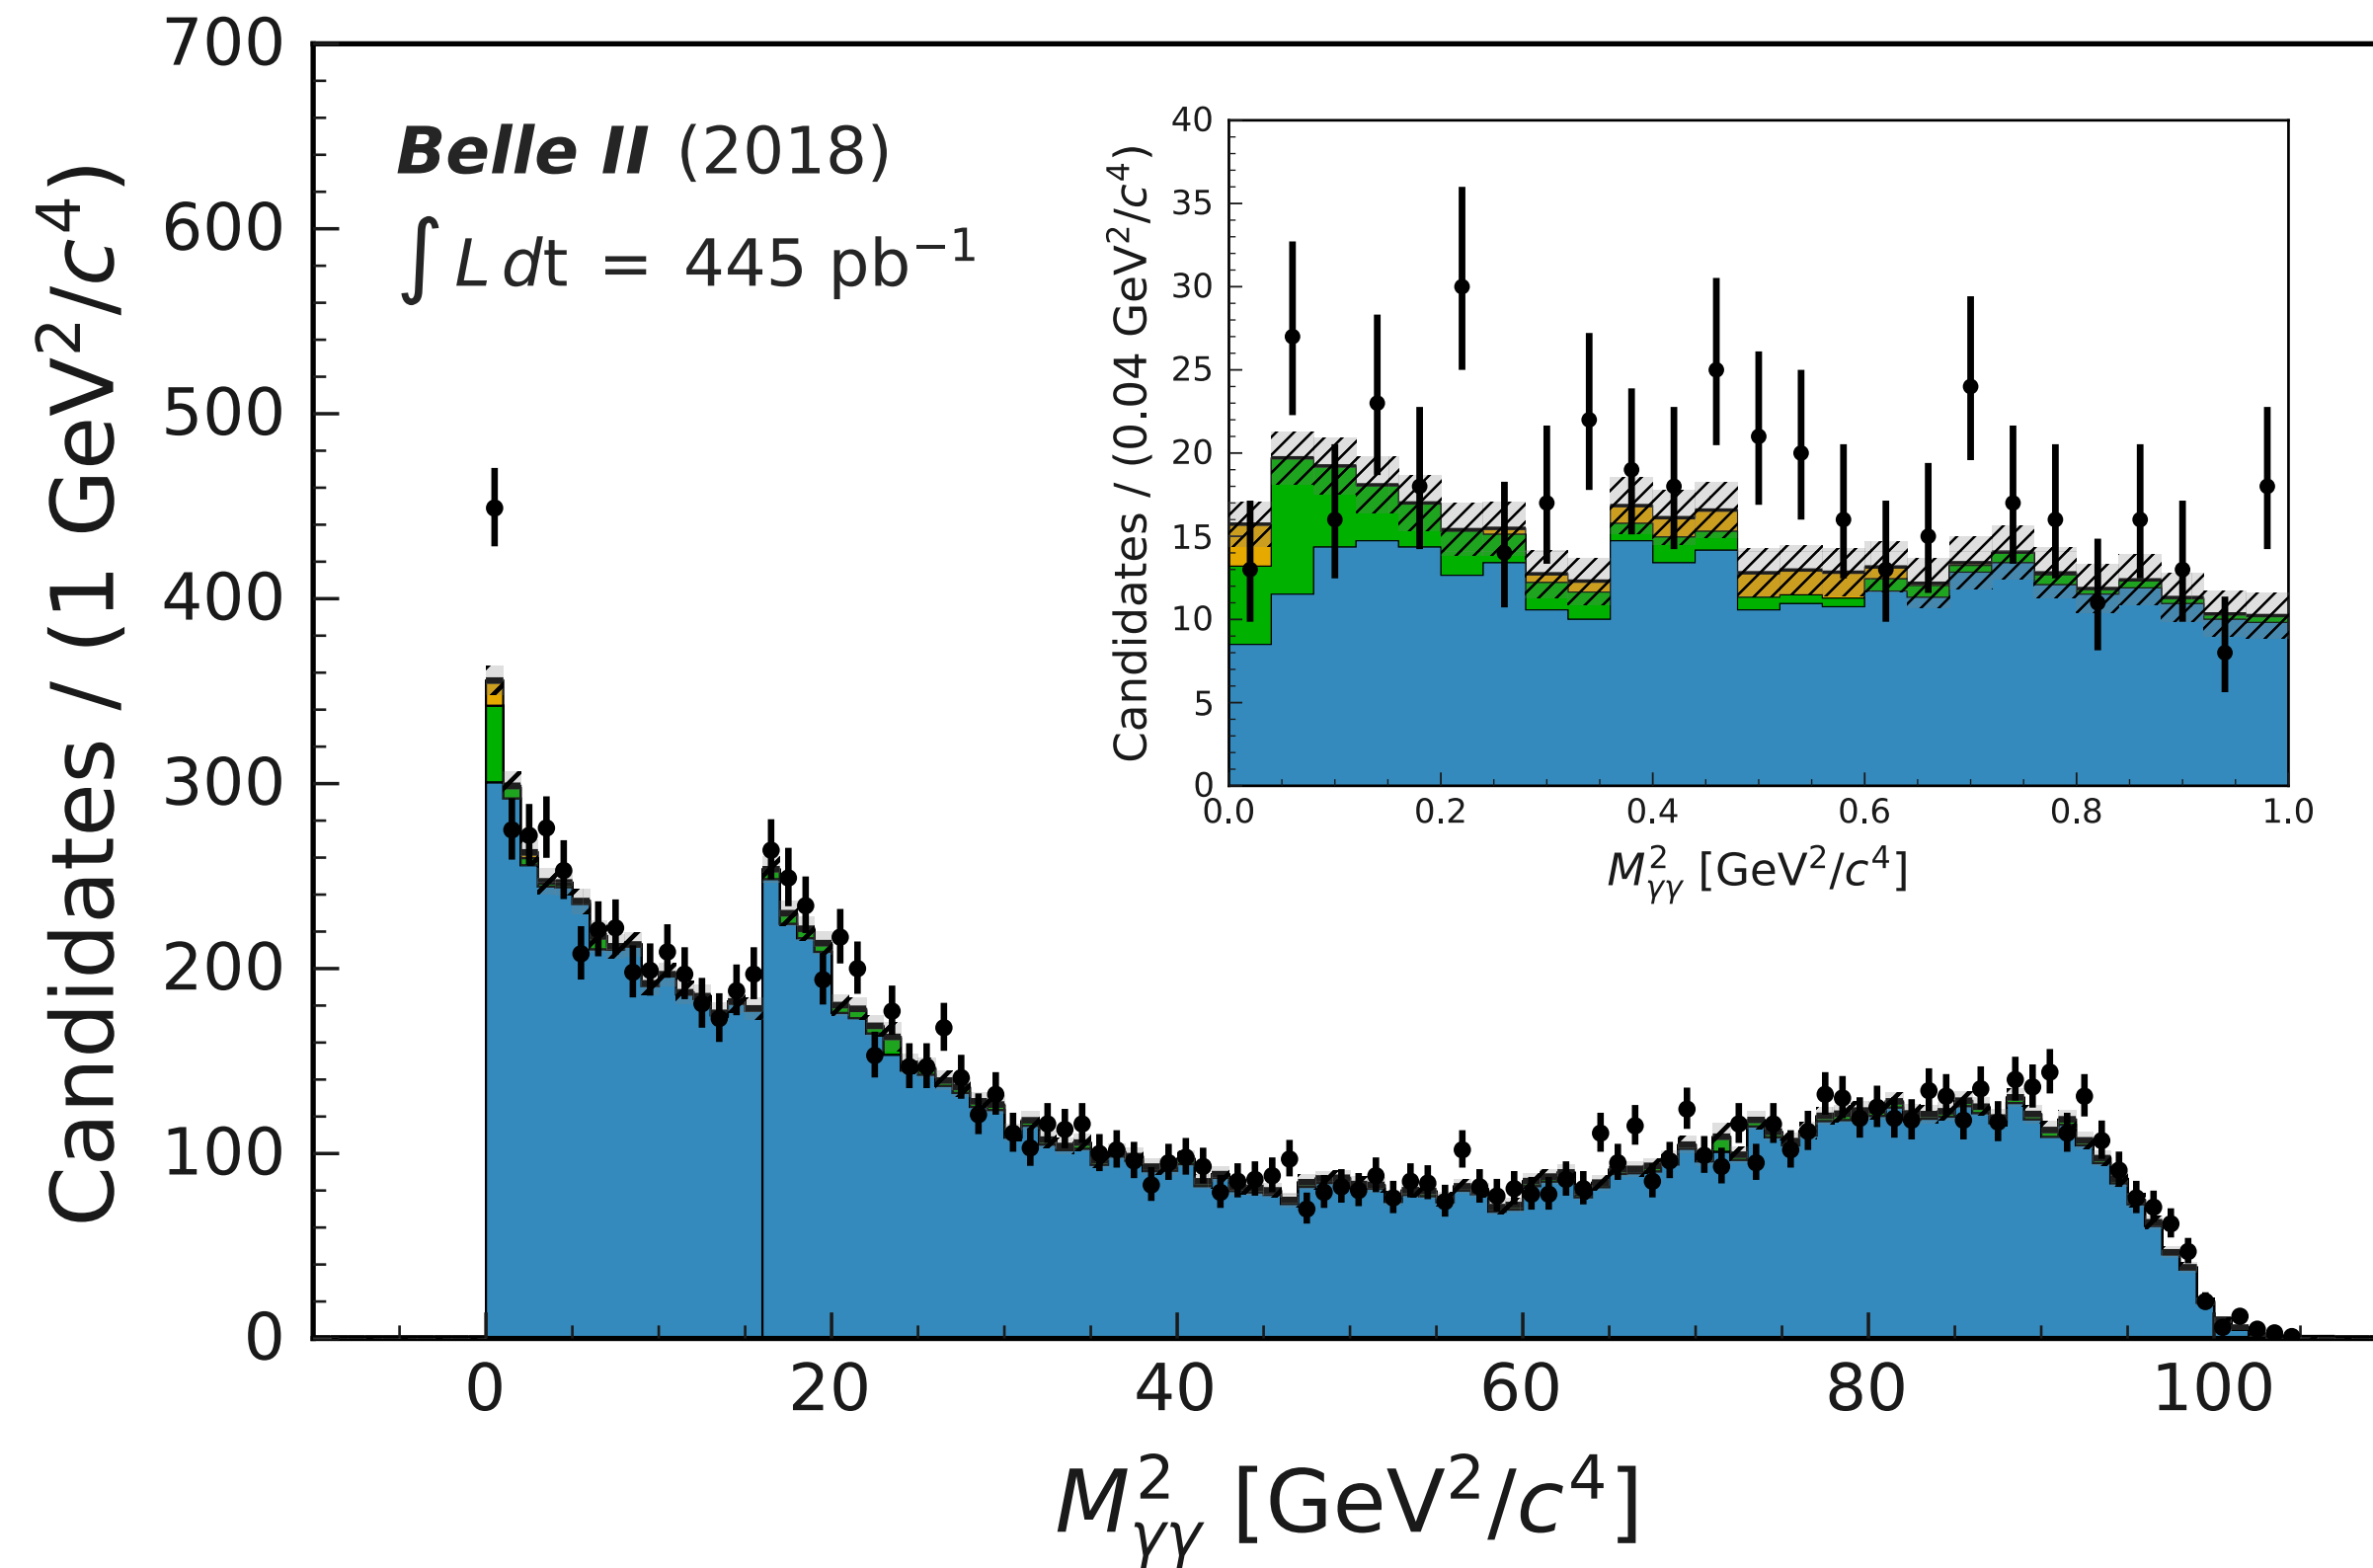 Belle II (2018)
∫ L dt = 445 pb⁻¹
Candidates / (1 GeV²/c⁴)
700
600
500
400
300
200
100
0
0 20 40 60 80 100
M²γγ [GeV²/c⁴]
Candidates / (0.04 GeV²/c⁴)
40
35
30
25
20
15
10
5
0
0.0 0.2 0.4 0.6 0.8 1.0
M²γγ [GeV²/c⁴]